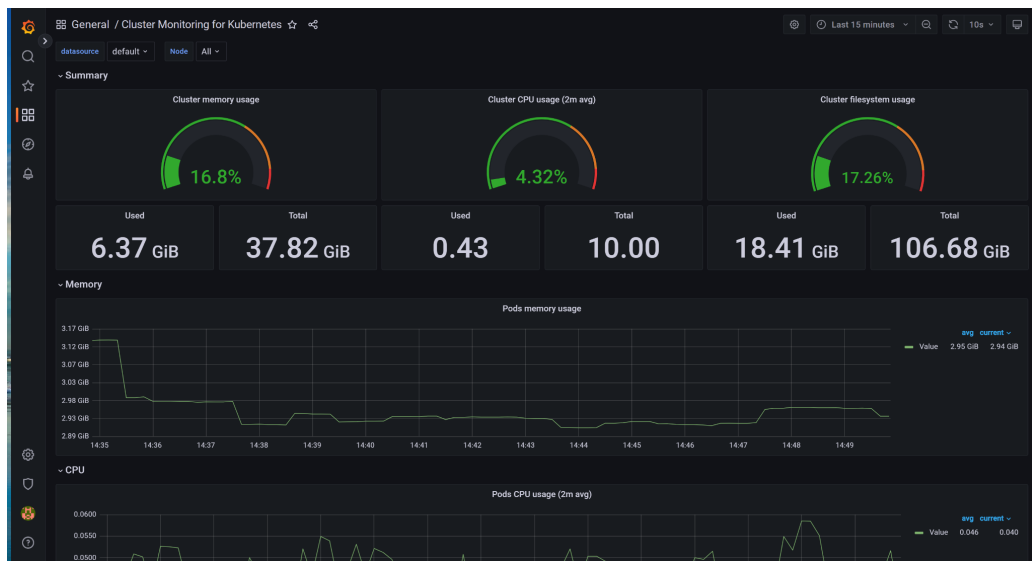 General / Cluster Monitoring for Kubernetes
Last 15 minutes
10s
datasource default Node All
Summary
Cluster memory usage
16.8%
Cluster CPU usage (2m avg)
4.32%
Cluster filesystem usage
17.26%
Used
6.37 GiB
Total
37.82 GiB
Used
0.43
Total
10.00
Used
18.41 GiB
Total
106.68 GiB
Memory
Pods memory usage
3.17 GiB
3.12 GiB
3.07 GiB
3.03 GiB
2.98 GiB
2.93 GiB
2.89 GiB
14:35 14:36 14:37 14:38 14:39 14:40 14:41 14:42 14:43 14:44 14:45 14:46 14:47 14:48 14:49
avg current
Value 2.95 GiB 2.94 GiB
CPU
Pods CPU usage (2m avg)
0.0600
0.0550
0.0500
avg current
Value 0.046 0.040